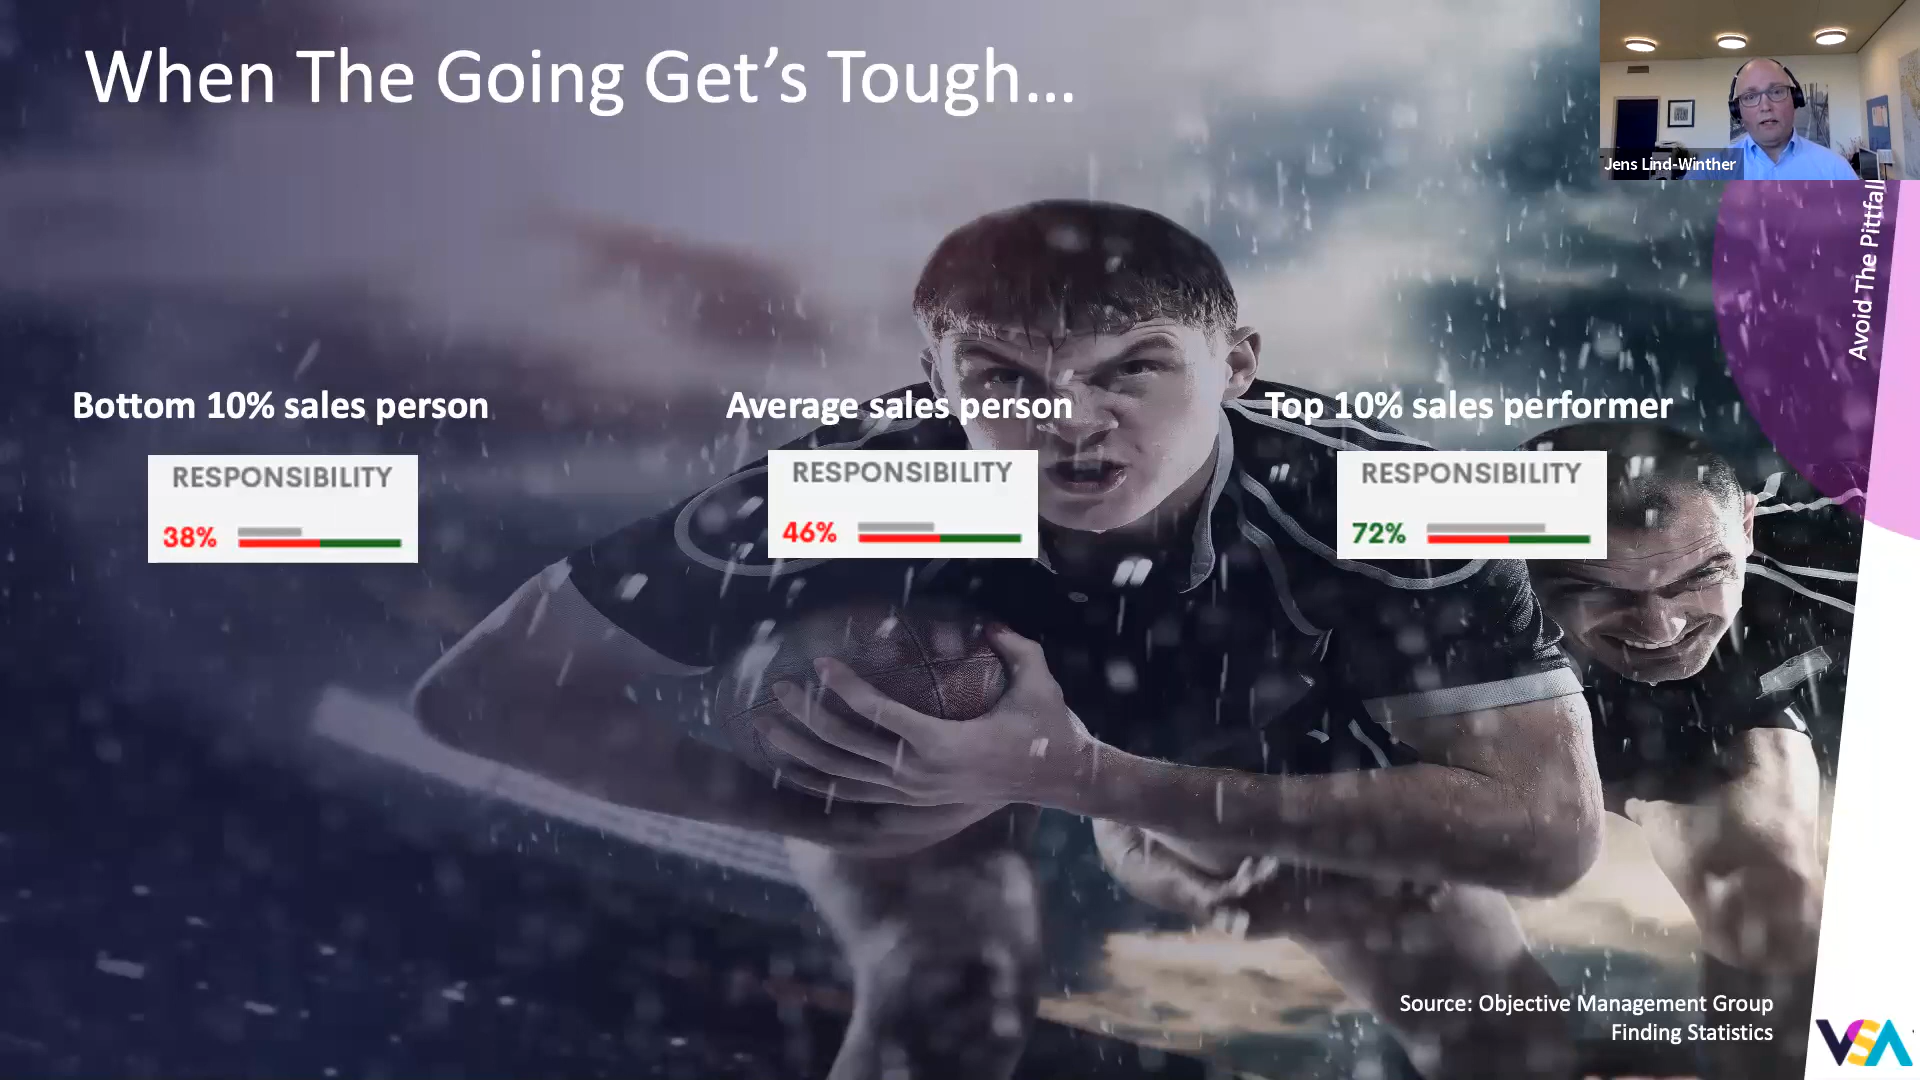 When The Going Get’s Tough...
Jens Lind-Winther
Avoid The Pittfall
Bottom 10% sales person
Average sales person
Top 10% sales performer
RESPONSIBILITY
38%
RESPONSIBILITY
46%
RESPONSIBILITY
72%
Source: Objective Management Group
Finding Statistics
VSA